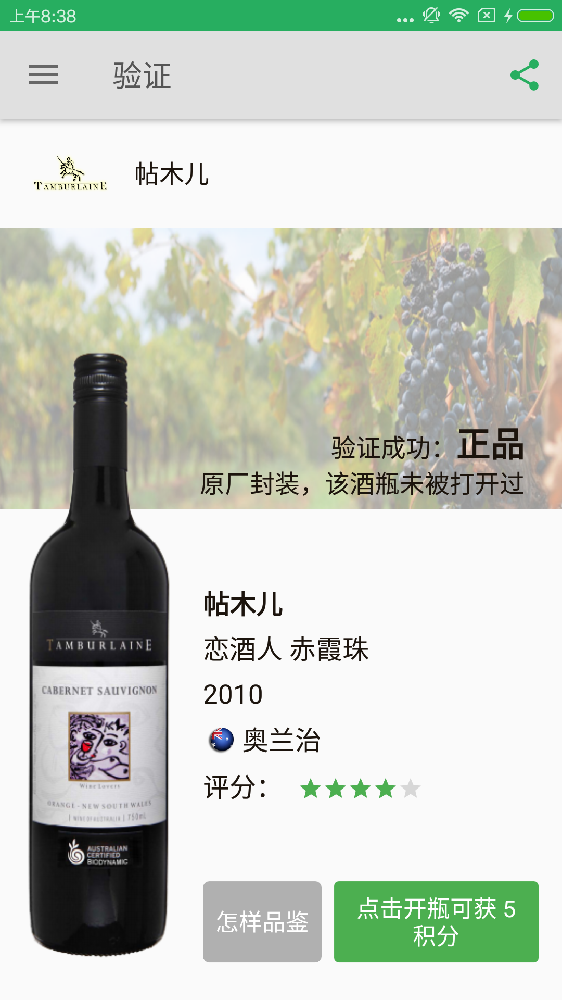 上午8:38
验证
TAMBURLAINE
帖木儿
验证成功：正品
原厂封装，该酒瓶未被打开过
TAMBURLAINE
CABERNET SAUVIGNON
Wine Lovers
ORANGE - NEW SOUTH WALES
| WINE OF AUSTRALIA | 750mL
AUSTRALIAN
CERTIFIED
BIODYNAMIC
帖木儿
恋酒人 赤霞珠
2010
奥兰治
评分：
怎样品鉴
点击开瓶可获 5
积分